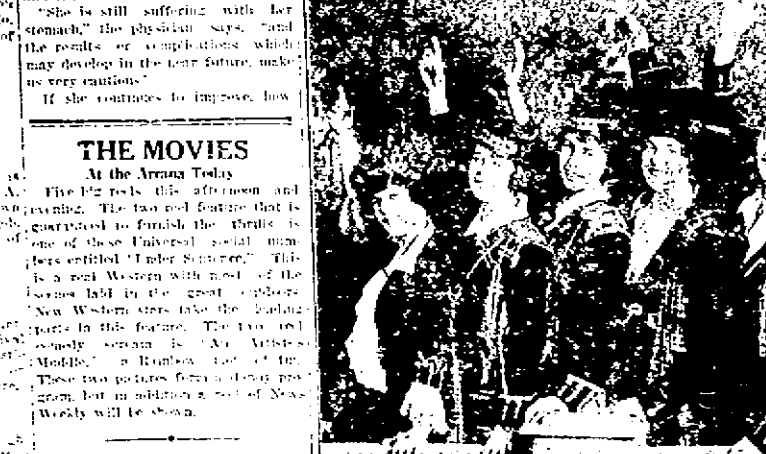 "She is still suffering with her
stomach," the physician says, "and
the results or complications which
may develop in the near future, make
us very cautious"
If she continues to improve, how
THE MOVIES
At the Arcana Today
Five big reels this afternoon and
evening. The two reel feature that is
guaranteed to furnish the thrills is
one of those Universal special num
bers entitled "Under Sentence." This
is a real Western with most of the
scenes laid in the great outdoors.
New Western stars take the leading
parts in this feature. The two reel
comedy scream is "An Artists
Muddle," a Rainbow of fun.
These two pictures form a dandy pro
gram, but in addition a reel of News
Weekly will be shown.